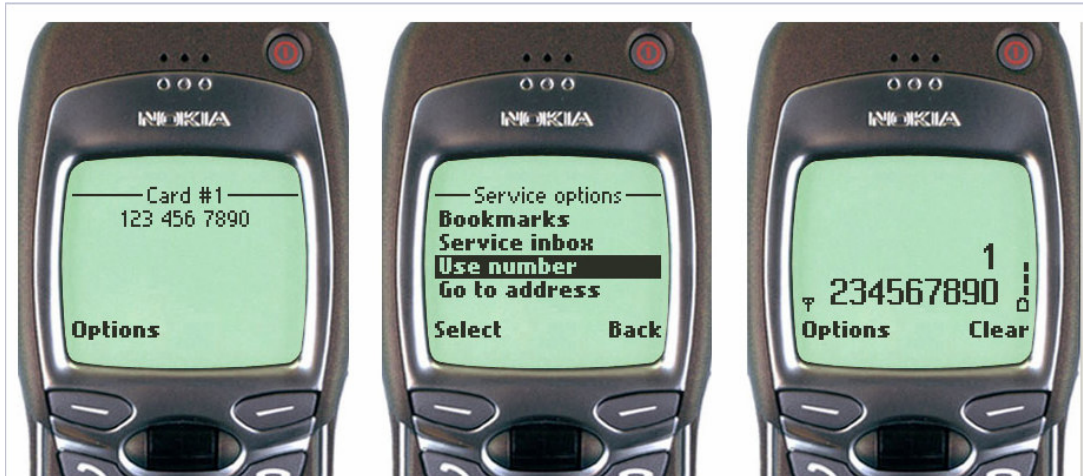 NOKIA
Card #1
123 456 7890
Options
NOKIA
Service options
Bookmarks
Service inbox
Use number
Go to address
Select Back
NOKIA
1
234567890
Options Clear